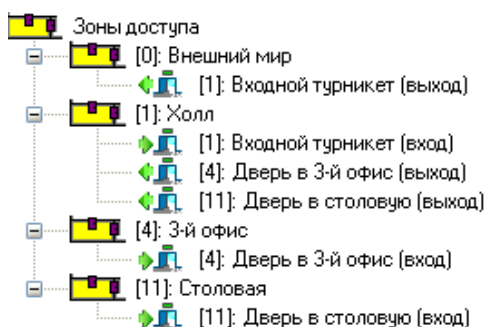 Зоны доступа
[0]: Внешний мир
[1]: Входной турникет (выход)
[1]: Холл
[1]: Входной турникет (вход)
[4]: Дверь в 3-й офис (выход)
[11]: Дверь в столовую (выход)
[4]: 3-й офис
[4]: Дверь в 3-й офис (вход)
[11]: Столовая
[11]: Дверь в столовую (вход)